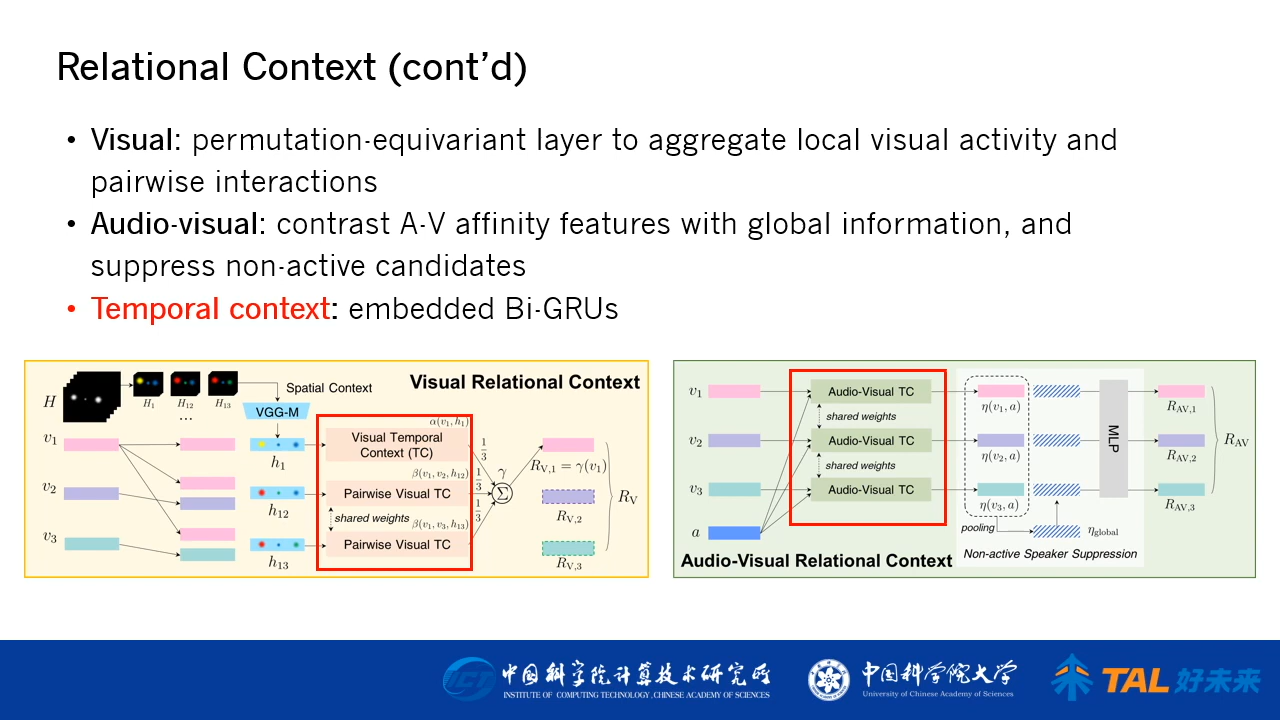 Relational Context (cont’d)
• Visual: permutation-equivariant layer to aggregate local visual activity and
pairwise interactions
• Audio-visual: contrast A-V affinity features with global information, and
suppress non-active candidates
• Temporal context: embedded Bi-GRUs
Visual Relational Context
Spatial Context
H
H1
H12
H13
...
VGG-M
v1
v2
v3
h1
h12
h13
α(v1, h1)
Visual Temporal
Context (TC)
β(v1, v2, h12)
Pairwise Visual TC
shared weights
β(v1, v3, h13)
Pairwise Visual TC
1/3
1/3
1/3
γ
Σ
RV,1 = γ(v1)
RV,2
RV,3
RV
v1
v2
v3
a
Audio-Visual TC
shared weights
Audio-Visual TC
shared weights
Audio-Visual TC
η(v1, a)
η(v2, a)
η(v3, a)
pooling
ηglobal
MLP
RAV,1
RAV,2
RAV,3
RAV
Non-active Speaker Suppression
Audio-Visual Relational Context
ICT
中国科学院计算技术研究所
INSTITUTE OF COMPUTING TECHNOLOGY, CHINESE ACADEMY OF SCIENCES
中国科学院大学
University of Chinese Academy of Sciences
TAL 好未来